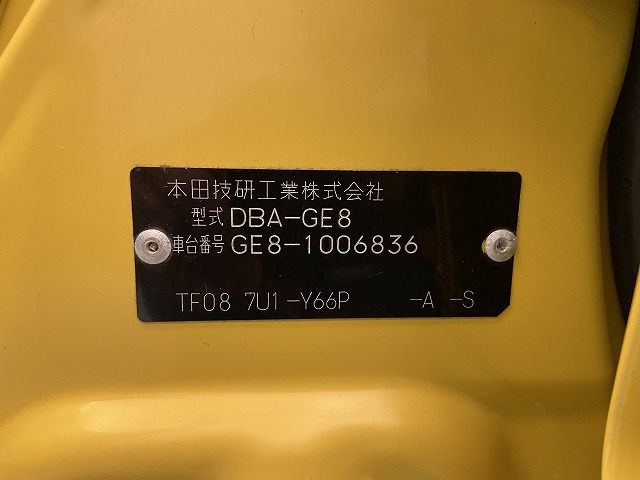 本田技研工業株式会社
型式 DBA-GE8
車台番号 GE8-1006836
TF08 7U1-Y66P -A -S